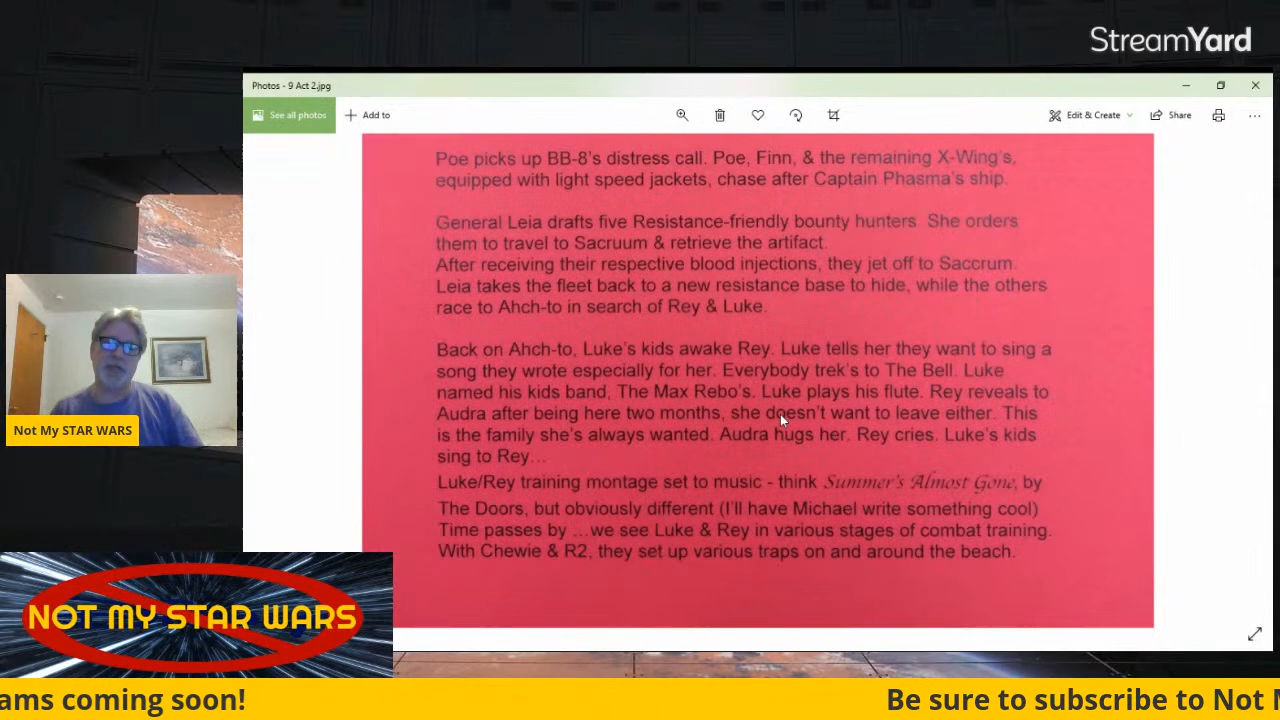 StreamYard
Photos - 9 Act 2.jpg
See all photos
Add to
Edit & Create
Share
Poe picks up BB-8's distress call. Poe, Finn, & the remaining X-Wing's,
equipped with light speed jackets, chase after Captain Phasma's ship.
General Leia drafts five Resistance-friendly bounty hunters. She orders
them to travel to Sacruum & retrieve the artifact.
After receiving their respective blood injections, they jet off to Saccrum.
Leia takes the fleet back to a new resistance base to hide, while the others
race to Ahch-to in search of Rey & Luke.
Back on Ahch-to, Luke's kids awake Rey. Luke tells her they want to sing a
song they wrote especially for her. Everybody trek's to The Bell. Luke
named his kids band, The Max Rebo's. Luke plays his flute. Rey reveals to
Audra after being here two months, she doesn't want to leave either. This
is the family she's always wanted. Audra hugs her. Rey cries. Luke's kids
sing to Rey...
Luke/Rey training montage set to music - think Summer's Almost Gone, by
The Doors, but obviously different (I'll have Michael write something cool)
Time passes by ...we see Luke & Rey in various stages of combat training.
With Chewie & R2, they set up various traps on and around the beach.
Not My STAR WARS
NOT MY STAR WARS
ams coming soon!
Be sure to subscribe to Not